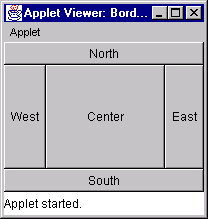 Applet Viewer: Bord...
Applet
North
West Center East
South
Applet started.